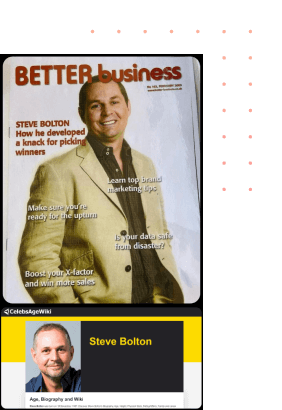 BETTER business
STEVE BOLTON
How he developed
a knack for picking
winners
Learn top brand
marketing tips
Make sure you're
ready for the upturn
Is your data safe
from disaster?
Boost your X-factor
and win more sales
CelebsAgeWiki
Steve Bolton
Age, Biography and Wiki